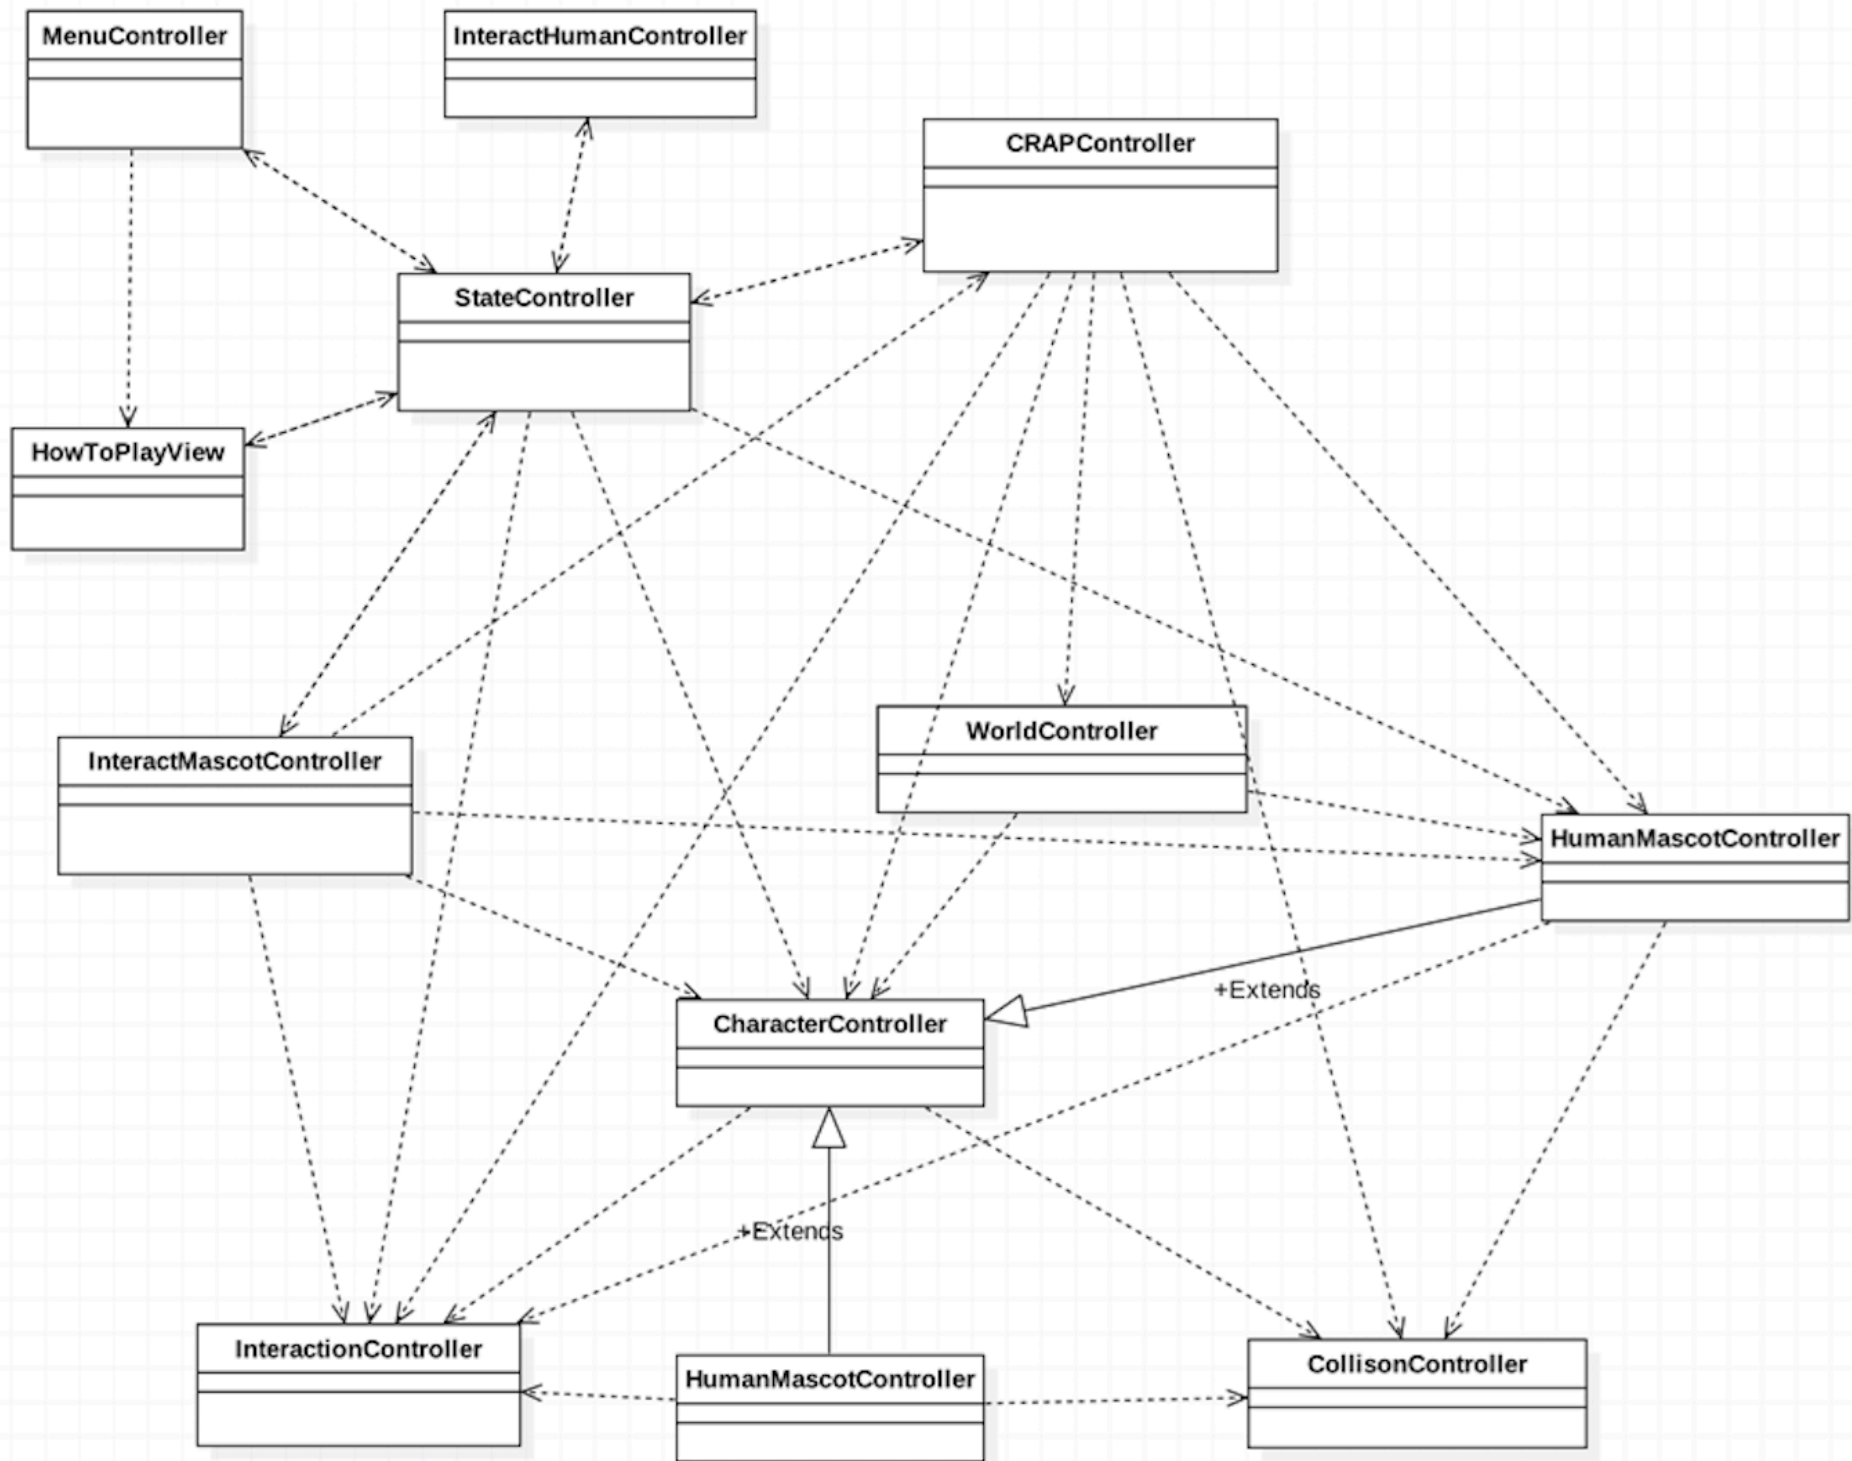 MenuController
InteractHumanController
CRAPController
StateController
HowToPlayView
WorldController
InteractMascotController
HumanMascotController
+Extends
CharacterController
+Extends
InteractionController
CollisonController
HumanMascotController